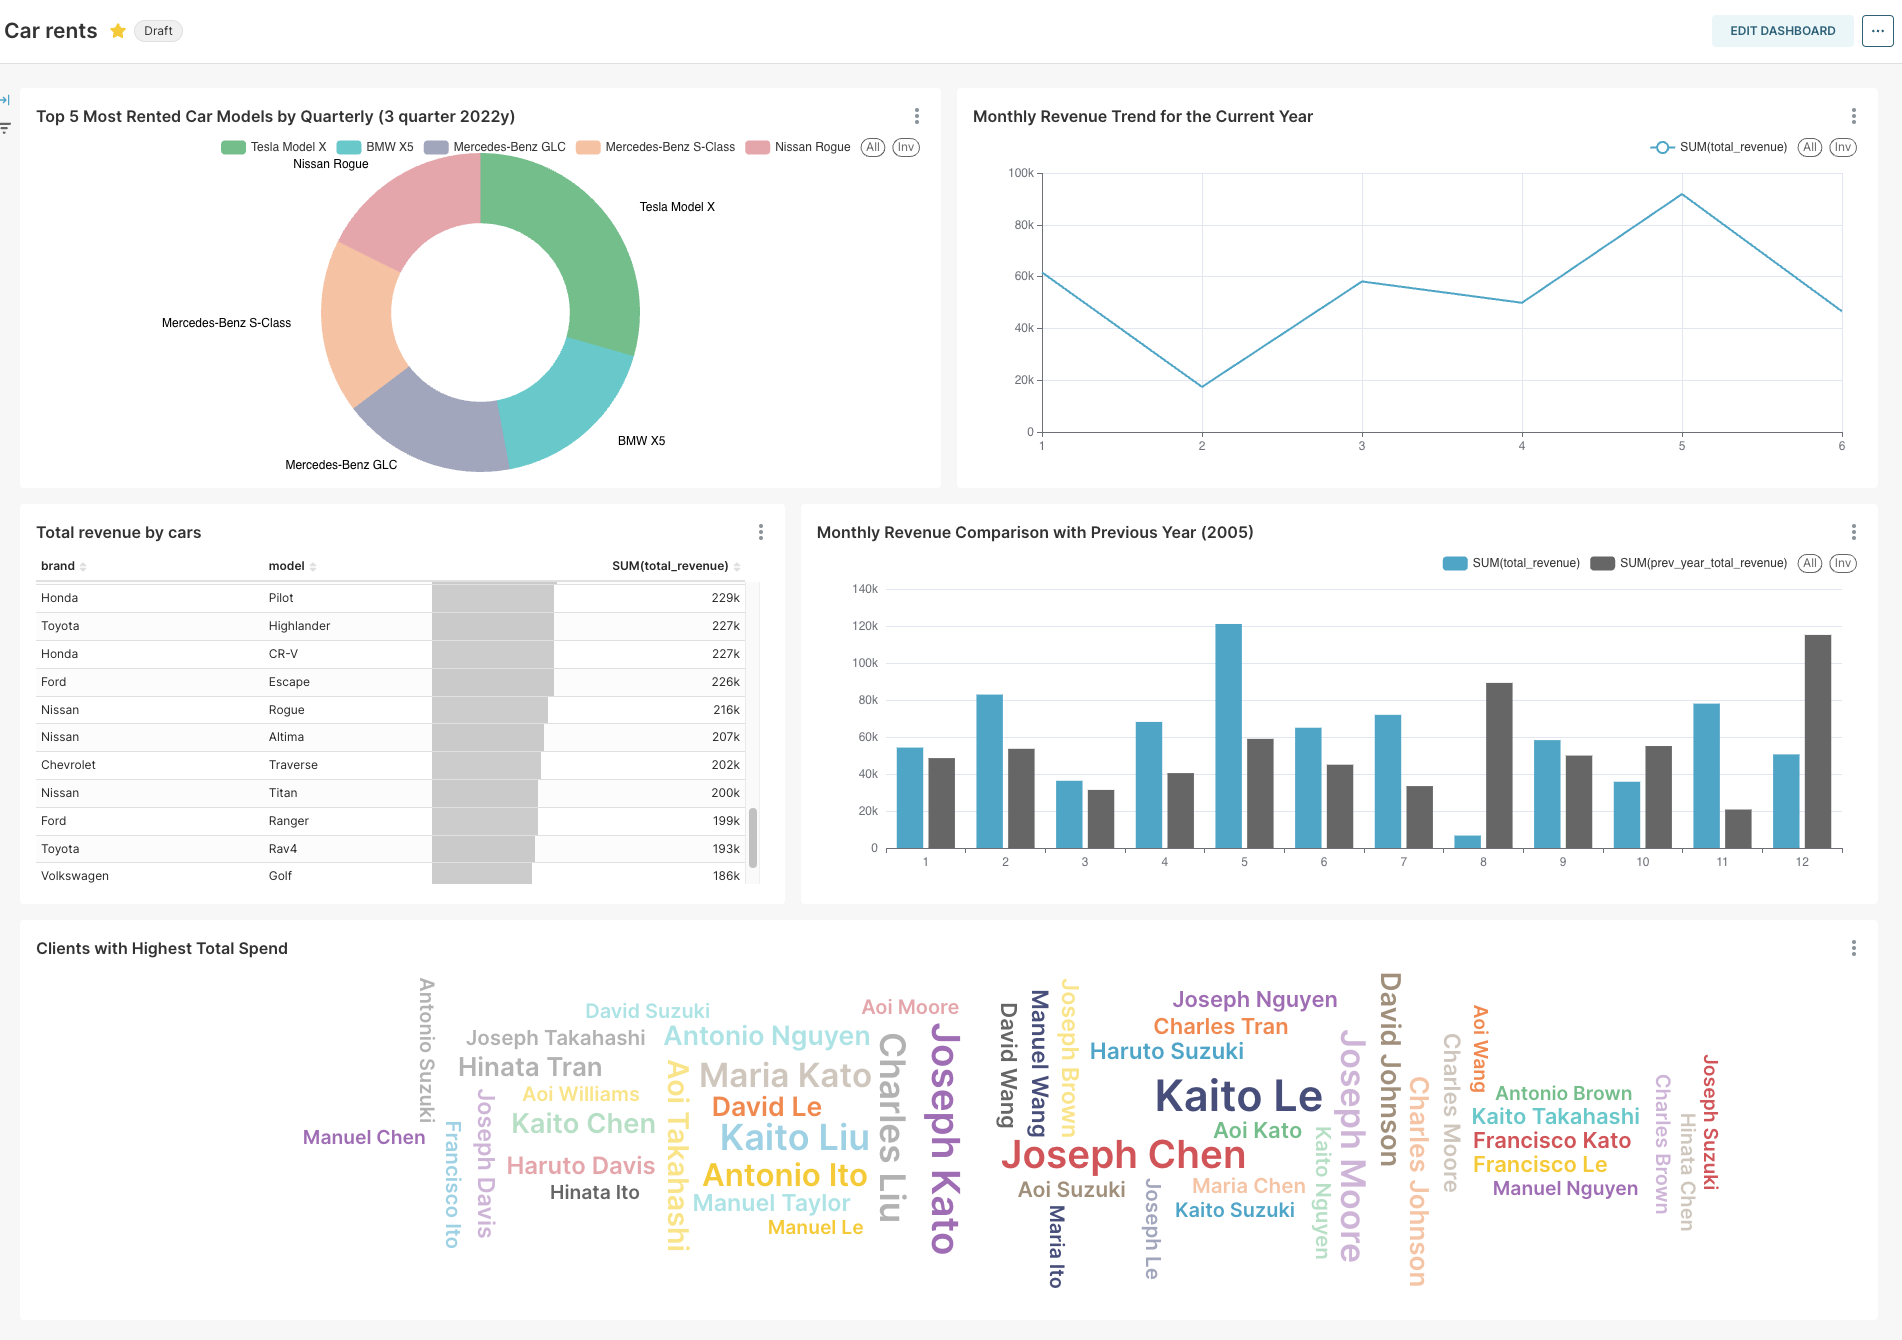 Car rents Draft EDIT DASHBOARD ...
Top 5 Most Rented Car Models by Quarterly (3 quarter 2022y)
Tesla Model X BMW X5 Mercedes-Benz GLC Mercedes-Benz S-Class Nissan Rogue All Inv
Nissan Rogue
Tesla Model X
Mercedes-Benz S-Class
BMW X5
Mercedes-Benz GLC
Monthly Revenue Trend for the Current Year
SUM(total_revenue) All Inv
100k
80k
60k
40k
20k
0
1 2 3 4 5 6
Total revenue by cars
brand model SUM(total_revenue)
Honda Pilot 229k
Toyota Highlander 227k
Honda CR-V 227k
Ford Escape 226k
Nissan Rogue 216k
Nissan Altima 207k
Chevrolet Traverse 202k
Nissan Titan 200k
Ford Ranger 199k
Toyota Rav4 193k
Volkswagen Golf 186k
Monthly Revenue Comparison with Previous Year (2005)
SUM(total_revenue) SUM(prev_year_total_revenue) All Inv
140k
120k
100k
80k
60k
40k
20k
0
1 2 3 4 5 6 7 8 9 10 11 12
Clients with Highest Total Spend
Antonio Suzuki
David Suzuki
Aoi Moore
Joseph Takahashi
Antonio Nguyen
Hinata Tran
Maria Kato
Aoi Williams
David Le
Kaito Chen
Kaito Liu
Manuel Chen
Francisco Ito
Joseph Davis
Haruto Davis
Hinata Ito
Aoi Takahashi
Antonio Ito
Manuel Taylor
Manuel Le
Charles Liu
Joseph Kato
David Wang
Manuel Wang
Joseph Brown
Joseph Nguyen
Charles Tran
Haruto Suzuki
Kaito Le
Aoi Kato
Joseph Chen
Aoi Suzuki
Maria Chen
Kaito Suzuki
Maria Ito
Joseph Le
Kaito Nguyen
Joseph Moore
David Johnson
Charles Johnson
Charles Moore
Aoi Wang
Antonio Brown
Kaito Takahashi
Francisco Kato
Francisco Le
Manuel Nguyen
Charles Brown
Hinata Chen
Joseph Suzuki